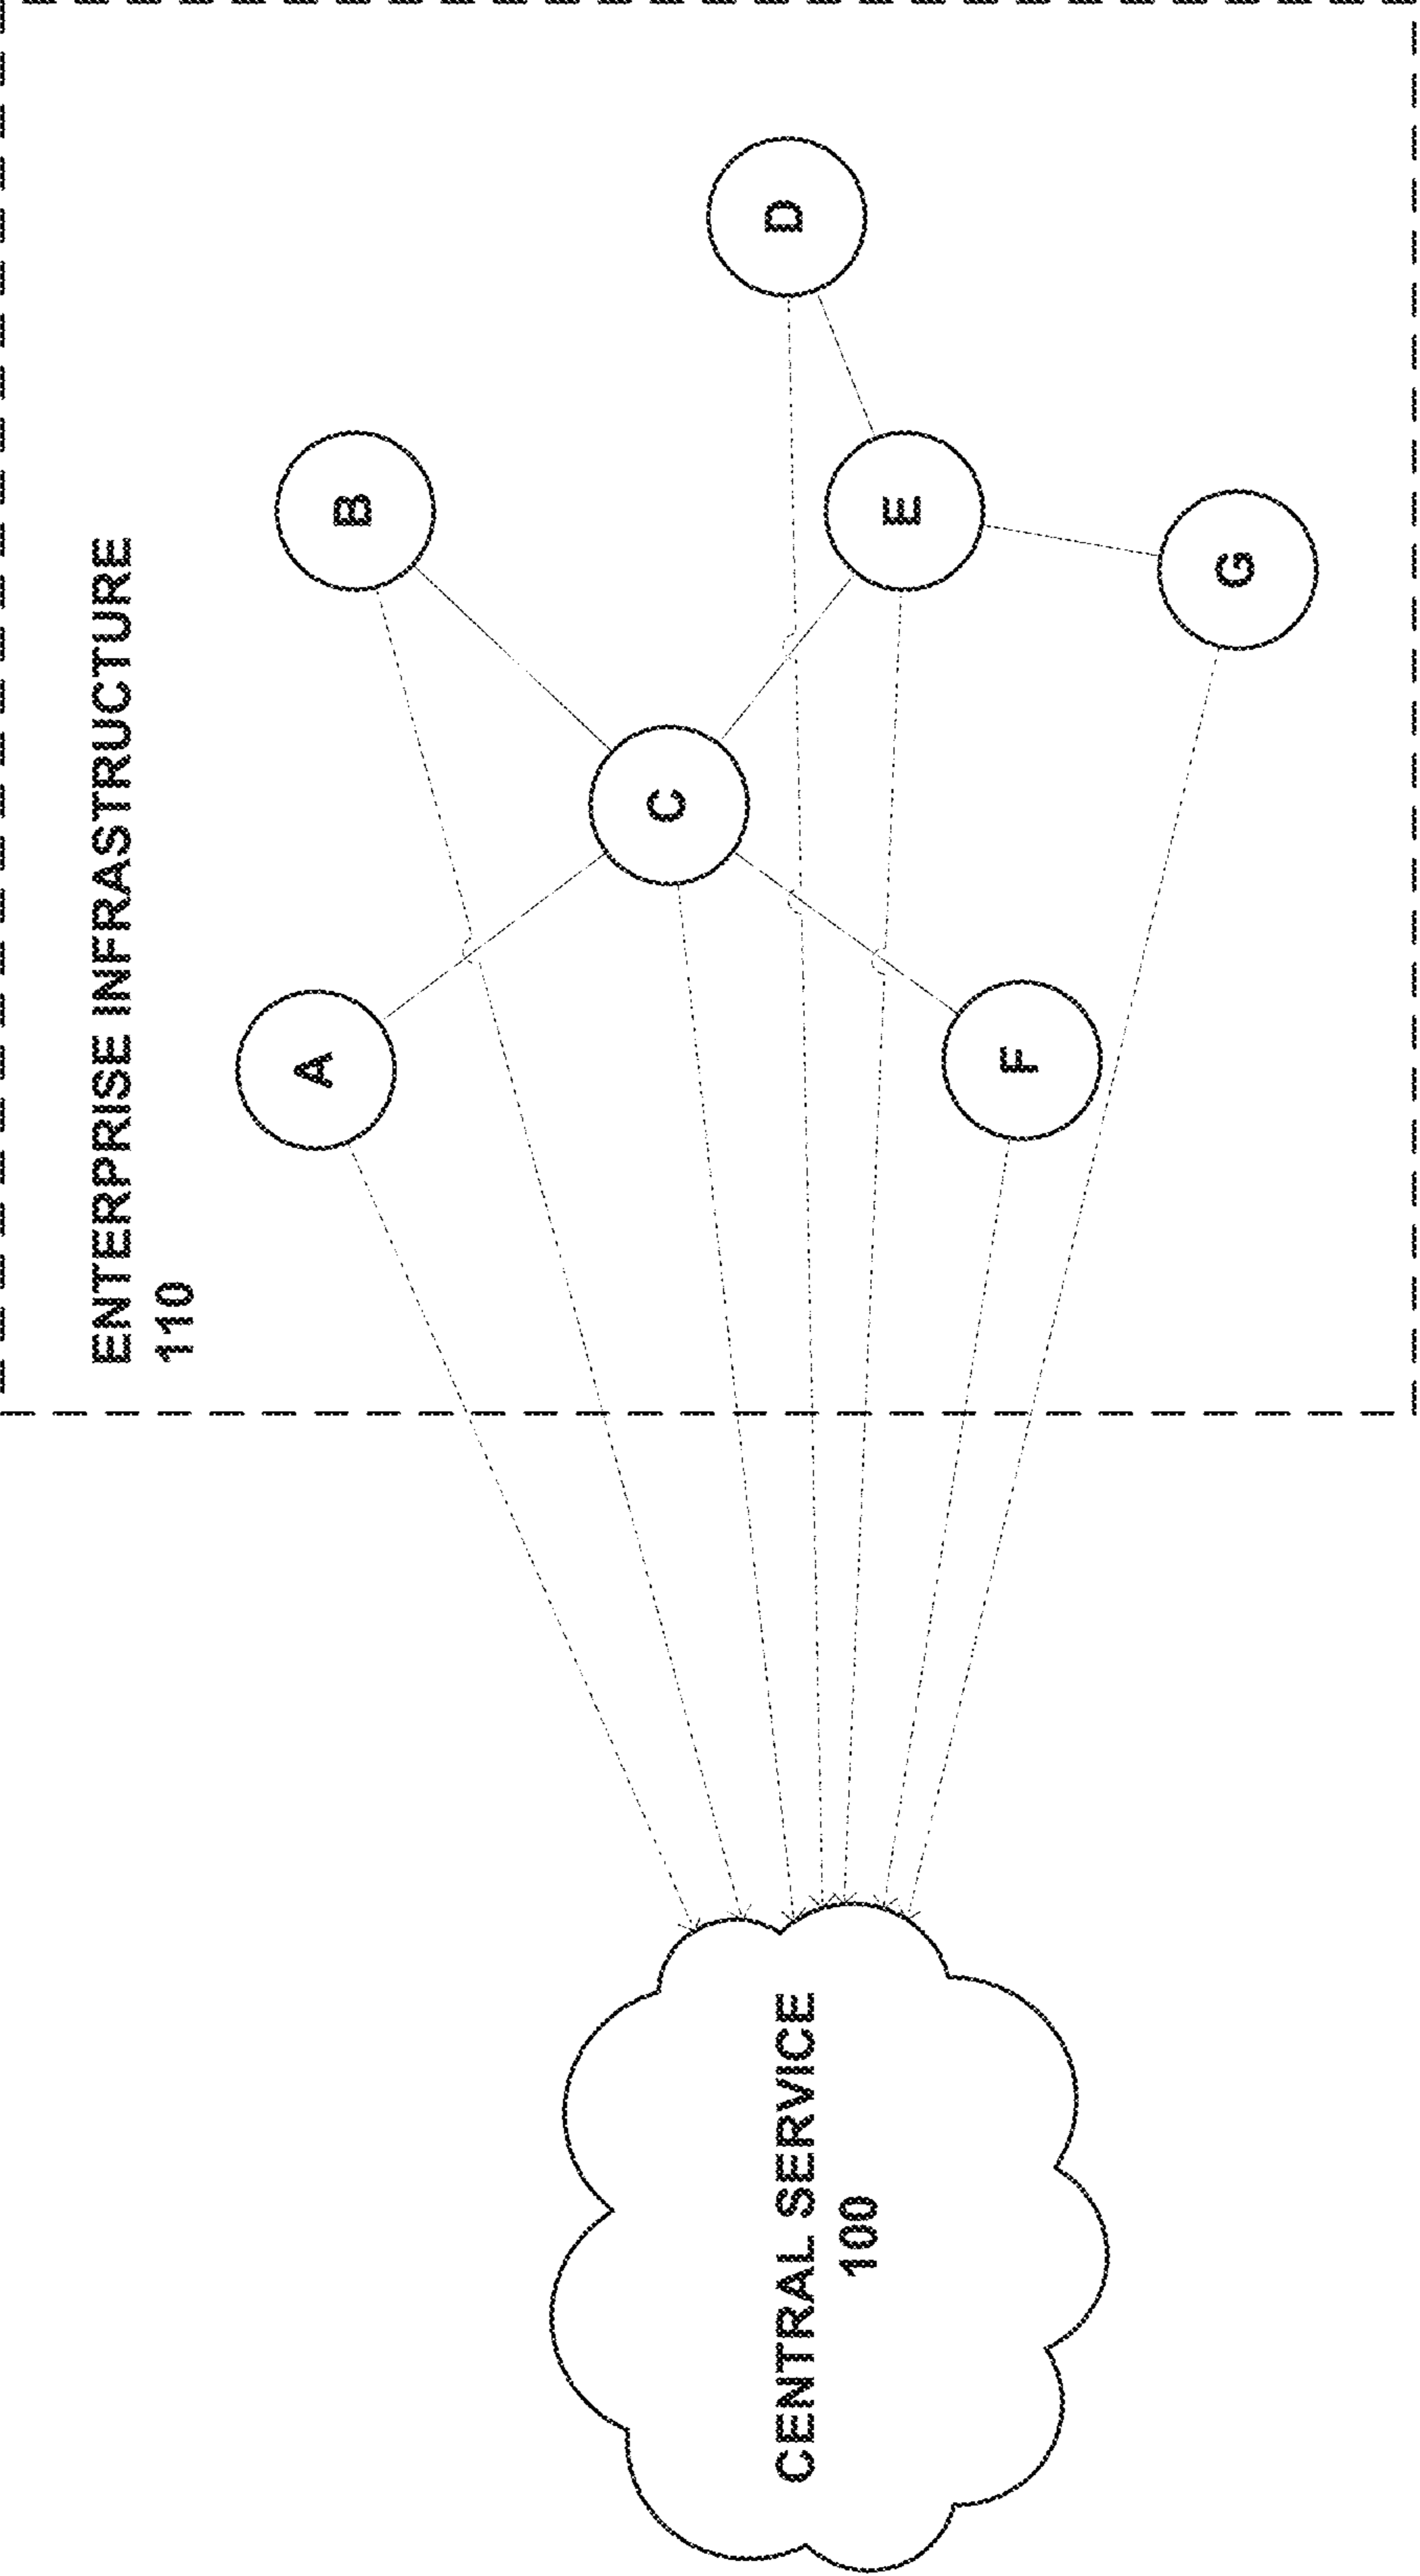 ENTERPRISE INFRASTRUCTURE
110
A
B
C
D
E
F
G
CENTRAL SERVICE
100